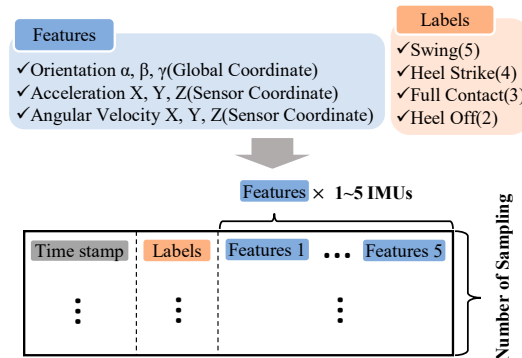 Features
✓Orientation α, β, γ(Global Coordinate)
✓Acceleration X, Y, Z(Sensor Coordinate)
✓Angular Velocity X, Y, Z(Sensor Coordinate)
Labels
✓Swing(5)
✓Heel Strike(4)
✓Full Contact(3)
✓Heel Off(2)
Features × 1~5 IMUs
Time stamp
Labels
Features 1 ... Features 5
Number of Sampling